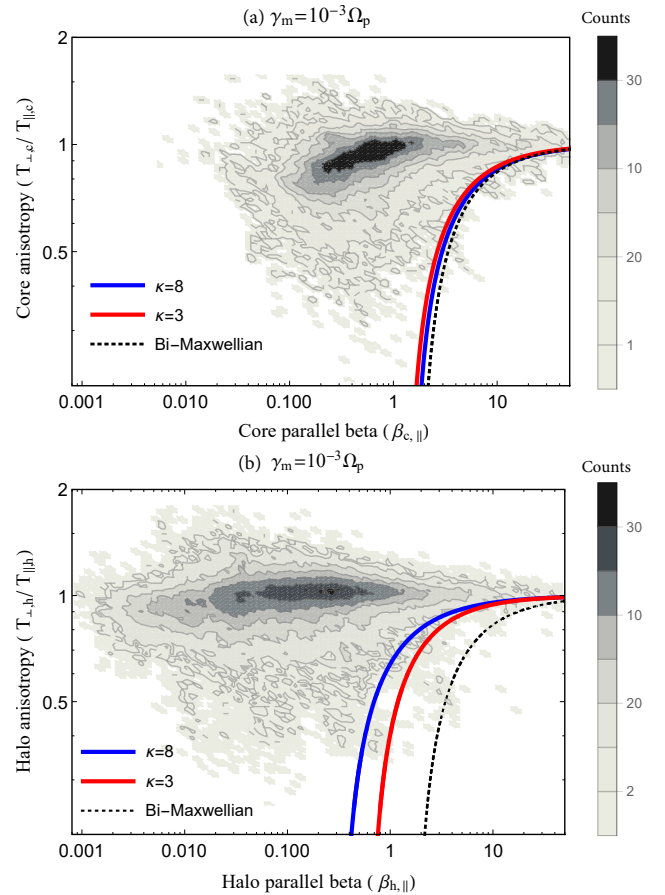 (a) γm=10⁻³Ωp
Counts
2
1
0.5
Core anisotropy ( T⊥,c/ T∥,c)
κ=8
κ=3
Bi−Maxwellian
0.001 0.010 0.100 1 10
Core parallel beta ( βc,∥)
30
10
20
1
(b) γm=10⁻³Ωp
Counts
2
1
0.5
Halo anisotropy ( T⊥,h/ T∥,h)
κ=8
κ=3
Bi−Maxwellian
0.001 0.010 0.100 1 10
Halo parallel beta ( βh,∥)
30
10
20
2